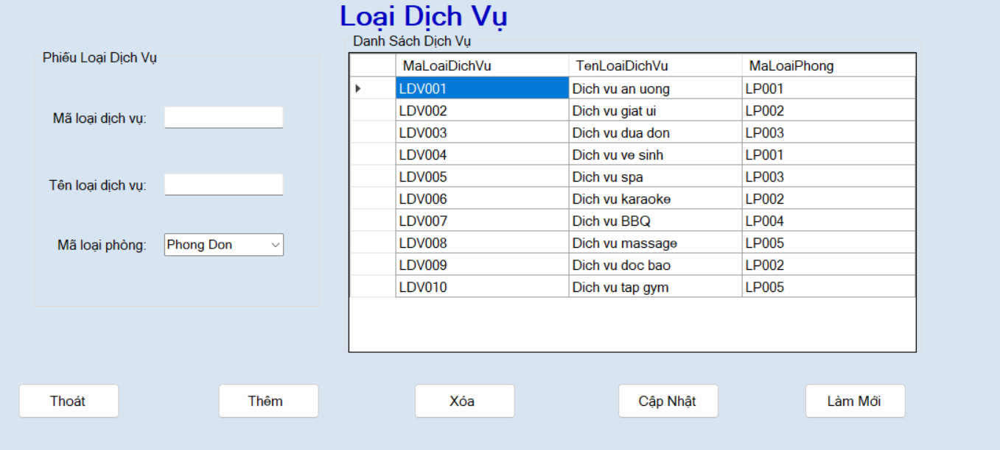 Loại Dịch Vụ
Phiếu Loại Dịch Vụ
Mã loại dịch vụ:
Tên loại dịch vụ:
Mã loại phòng: Phong Don
Danh Sách Dịch Vụ
MaLoaiDichVu TenLoaiDichVu MaLoaiPhong
LDV001 Dich vu an uong LP001
LDV002 Dich vu giat ui LP002
LDV003 Dich vu dua don LP003
LDV004 Dich vu ve sinh LP001
LDV005 Dich vu spa LP003
LDV006 Dich vu karaoke LP002
LDV007 Dich vu BBQ LP004
LDV008 Dich vu massage LP005
LDV009 Dich vu doc bao LP002
LDV010 Dich vu tap gym LP005
Thoát Thêm Xóa Cập Nhật Làm Mới